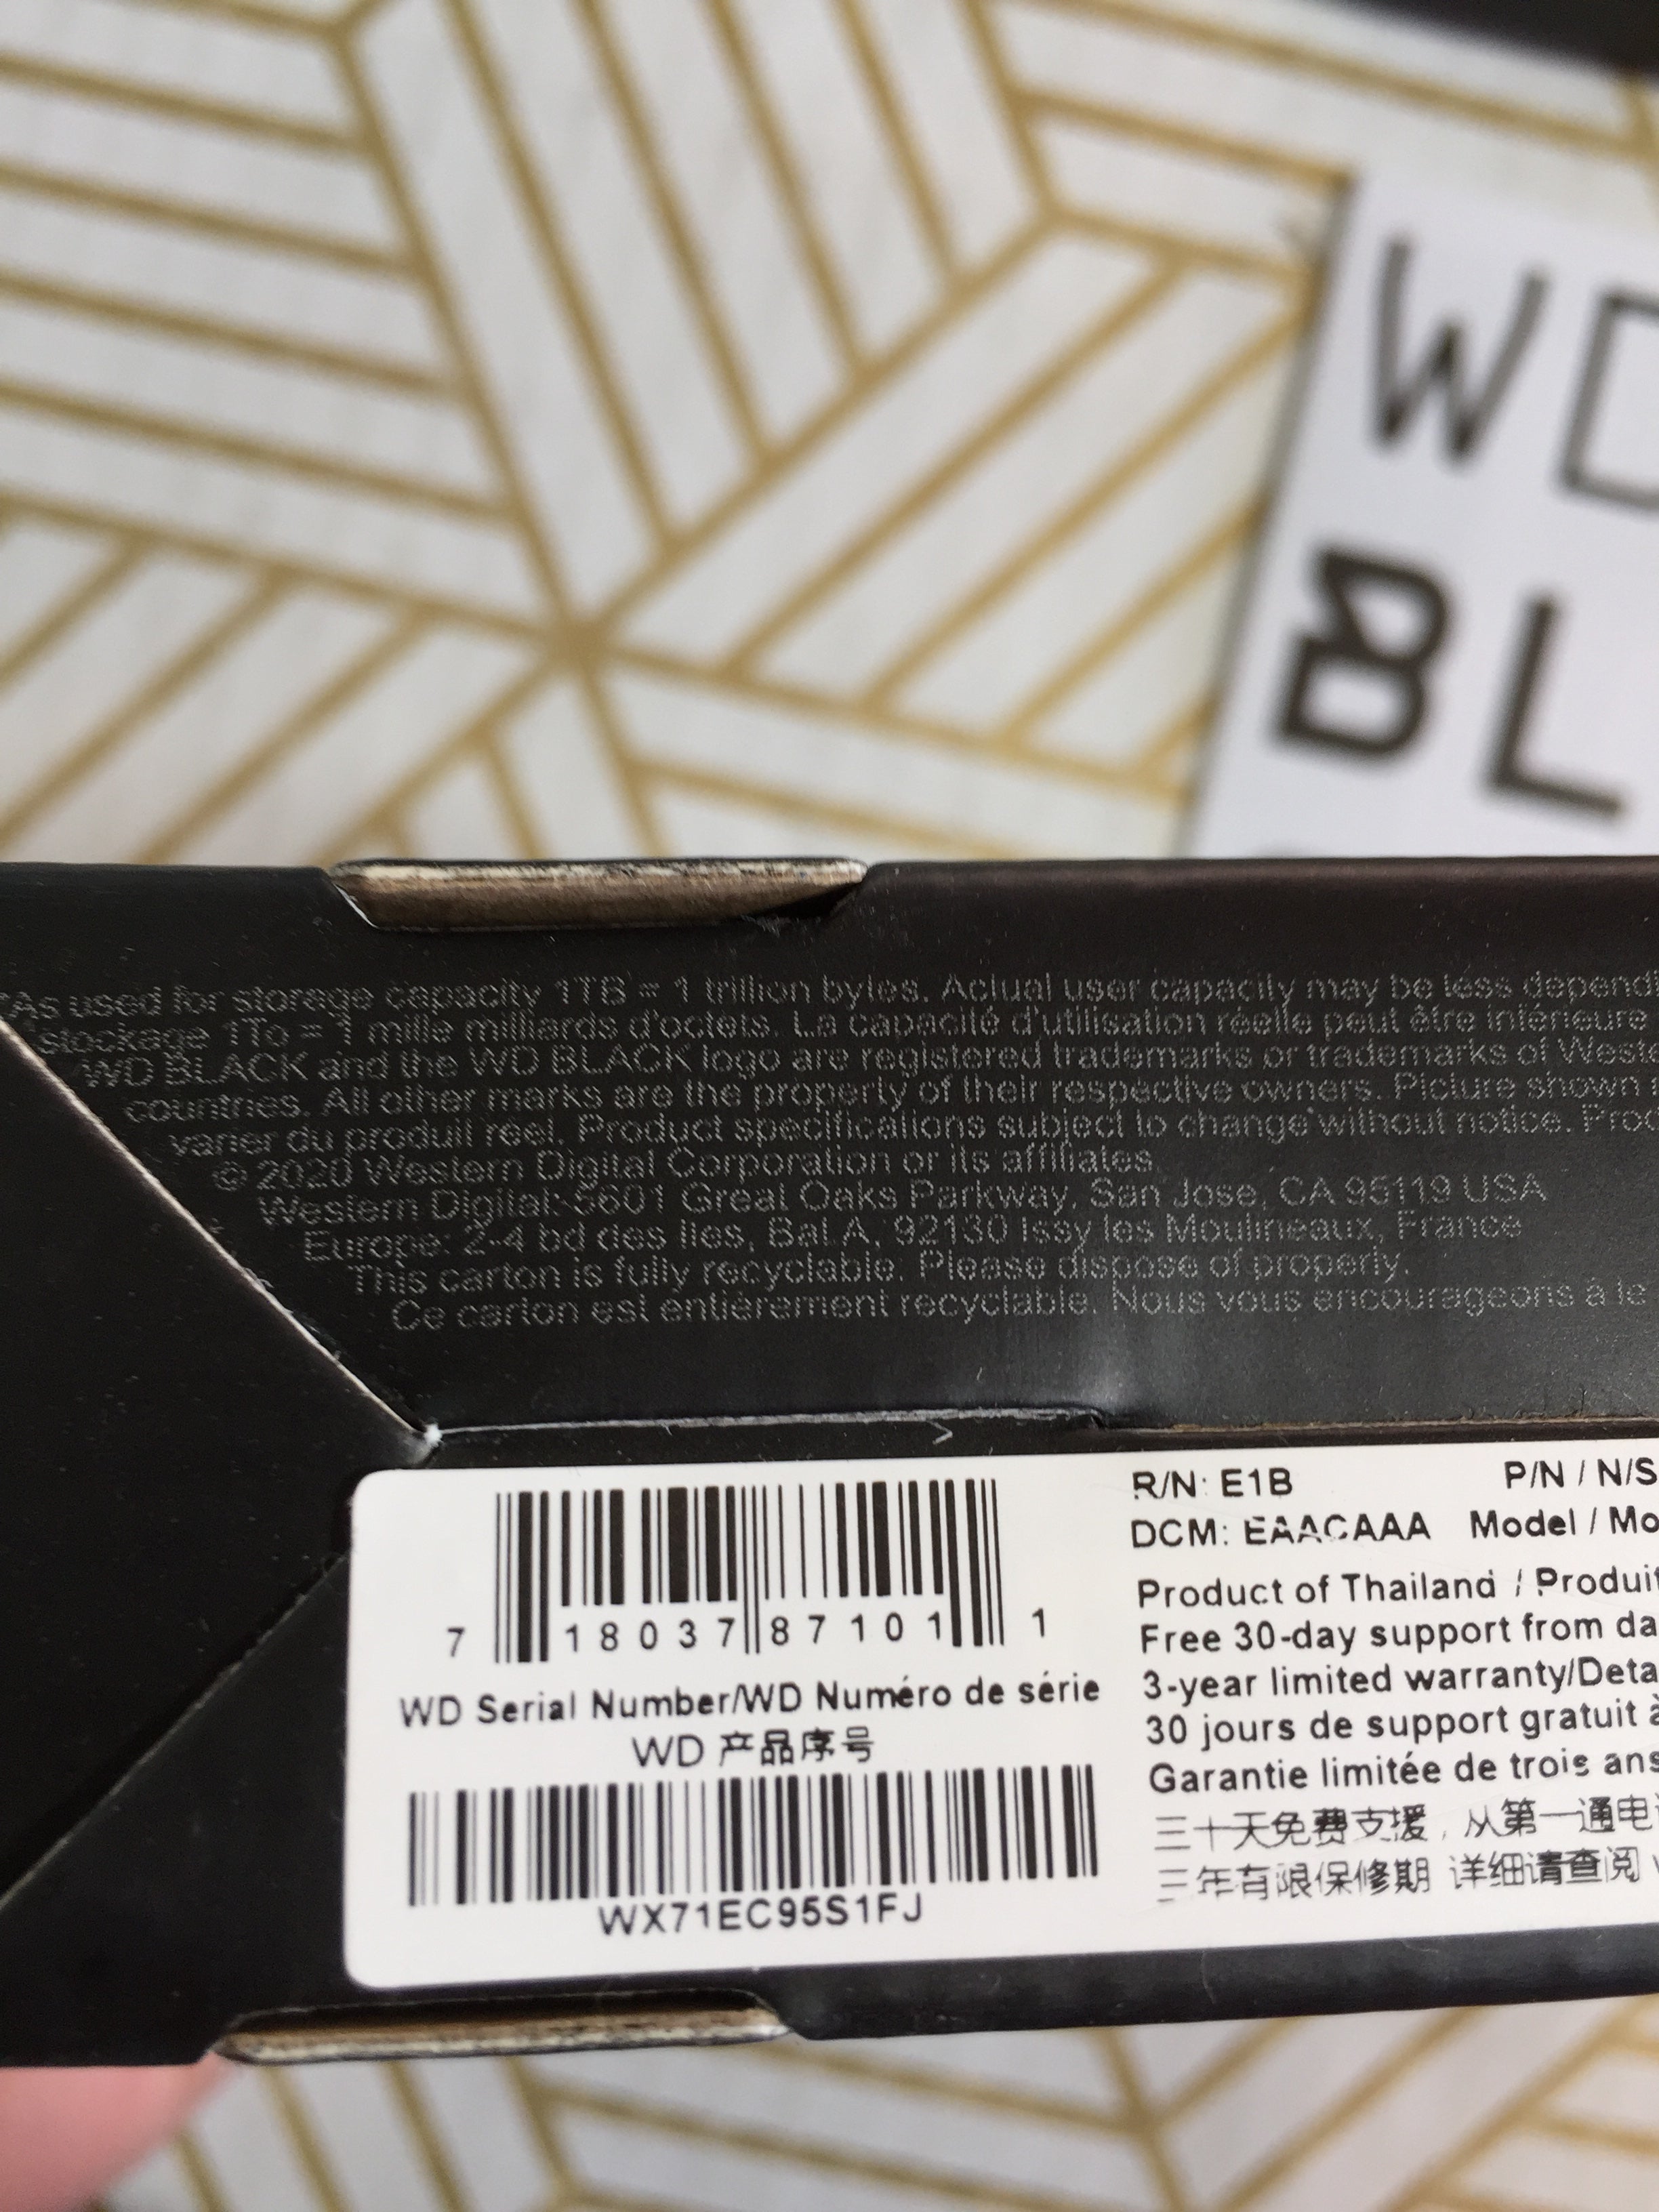 WD
BL
*As used for storage capacity 1TB = 1 trillion bytes. Actual user capacity may be less dependi
stockage 1To = 1 mille milliards d'octets. La capacité d'utilisation réelle peut être inférieure
WD BLACK and the WD BLACK logo are registered trademarks or trademarks of Weste
countries. All other marks are the property of their respective owners. Picture shown
varier du produit réel. Product specifications subject to change without notice. Proc
© 2020 Western Digital Corporation or its affiliates.
Western Digital: 5601 Great Oaks Parkway, San Jose, CA 95119 USA
Europe: 2-4 bd des Iles, Bat A, 92130 Issy les Moulineaux, France
This carton is fully recyclable. Please dispose of properly.
Ce carton est entièrement recyclable. Nous vous encourageons à le
R/N: E1B P/N / N/S
DCM: EAACAAA Model / Mo
Product of Thailand / Produit
Free 30-day support from da
3-year limited warranty/Deta
30 jours de support gratuit à
Garantie limitée de trois ans
三十天免费支援，从第一通电
三年有限保修期 详细请查阅
7 18037 87101 1
WD Serial Number/WD Numéro de série
WD 产品序号
WX71EC95S1FJ